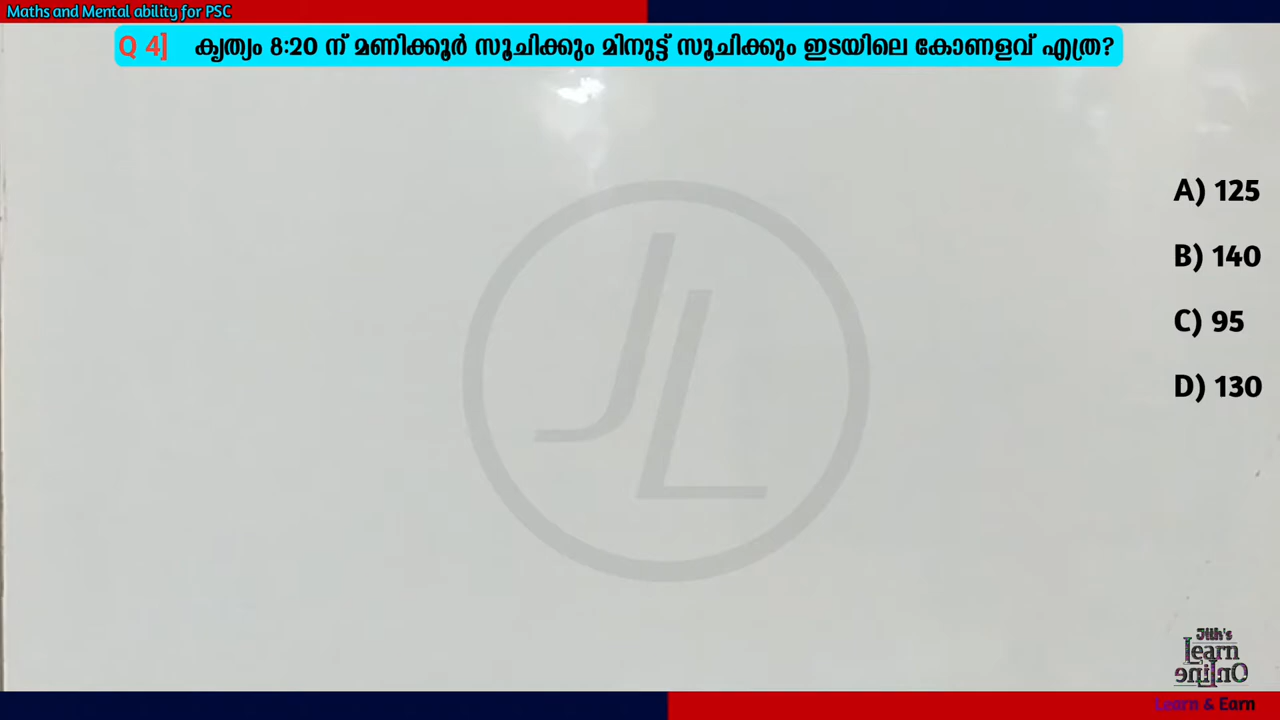 Maths and Mental ability for PSC
Q 4] കൃത്യം 8:20 ന് മണിക്കൂർ സൂചിക്കും മിനുട്ട് സൂചിക്കും ഇടയിലെ കോണളവ് എത്ര?
A) 125
B) 140
C) 95
D) 130
JL
Jith's
Learn
Online
Learn & Earn